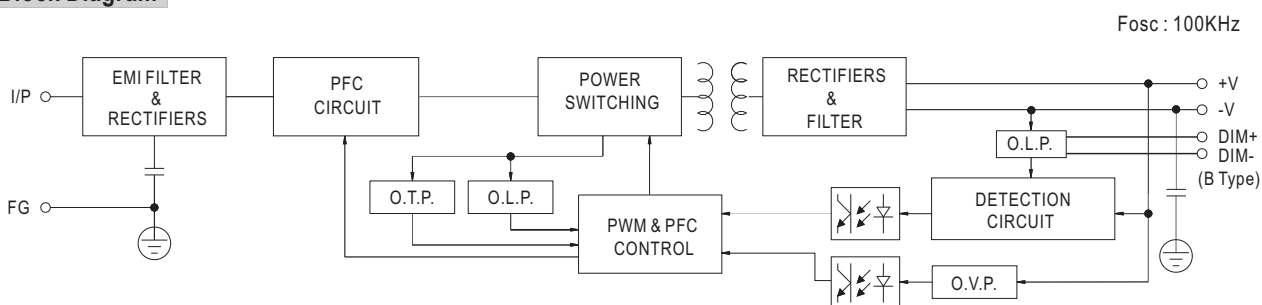 Block Diagram
Fosc : 100KHz
I/P
EMI FILTER
&
RECTIFIERS
PFC
CIRCUIT
POWER
SWITCHING
RECTIFIERS
&
FILTER
+V
-V
DIM+
DIM-
(B Type)
O.L.P.
O.T.P.
O.L.P.
FG
PWM & PFC
CONTROL
DETECTION
CIRCUIT
O.V.P.